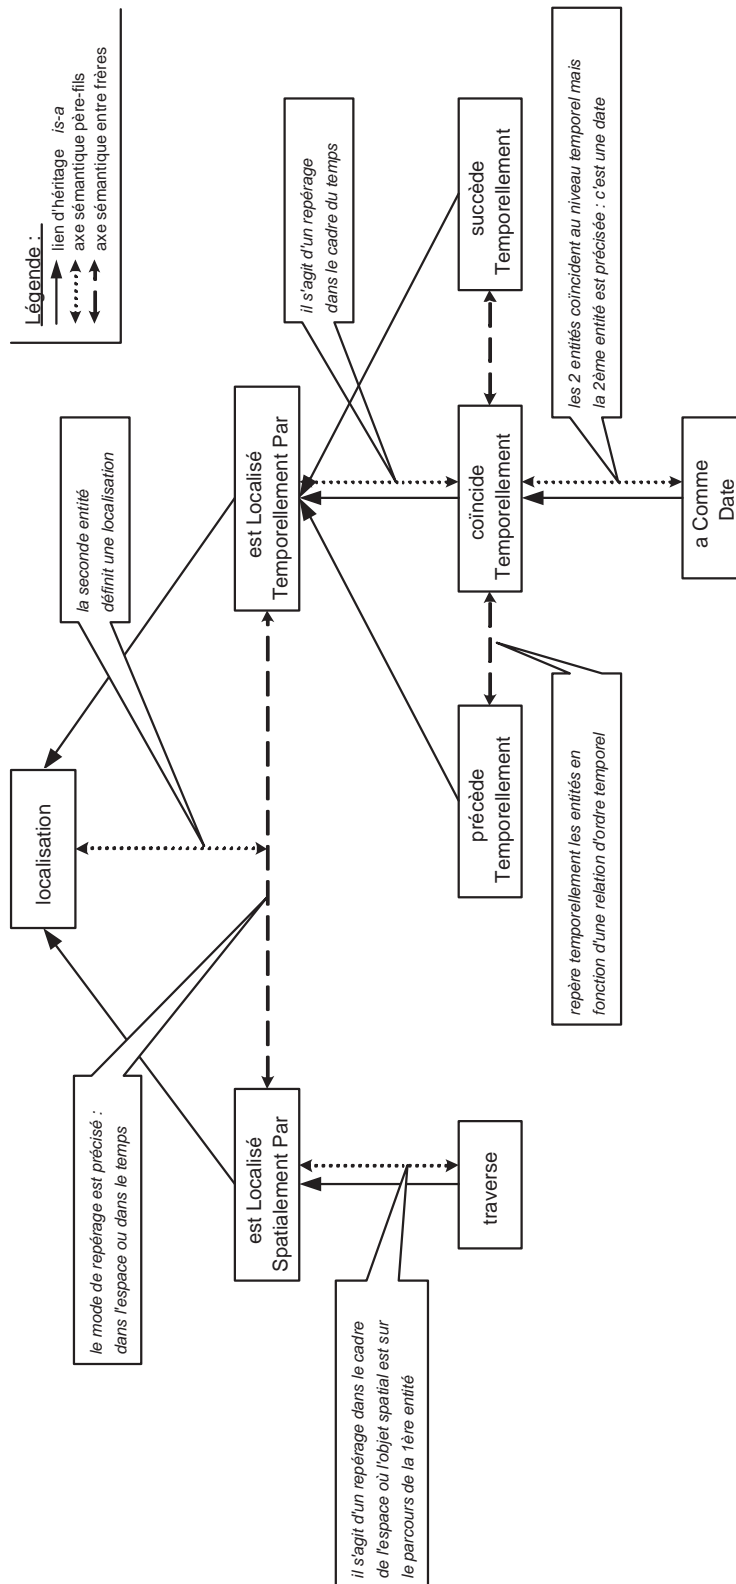 Légende :
lien d'héritage is-a
axe sémantique père-fils
axe sémantique entre frères
localisation
la seconde entité
définit une localisation
le mode de repérage est précisé :
dans l'espace ou dans le temps
est Localisé
Spatialement Par
est Localisé
Temporellement Par
il s'agit d'un repérage
dans le cadre du temps
il s'agit d'un repérage dans le cadre
de l'espace où l'objet spatial est sur
le parcours de la 1ère entité
traverse
précède
Temporellement
coïncide
Temporellement
succède
Temporellement
repère temporellement les entités en
fonction d'une relation d'ordre temporel
les 2 entités coïncident au niveau temporel mais
la 2ème entité est précisée : c'est une date
a Comme
Date